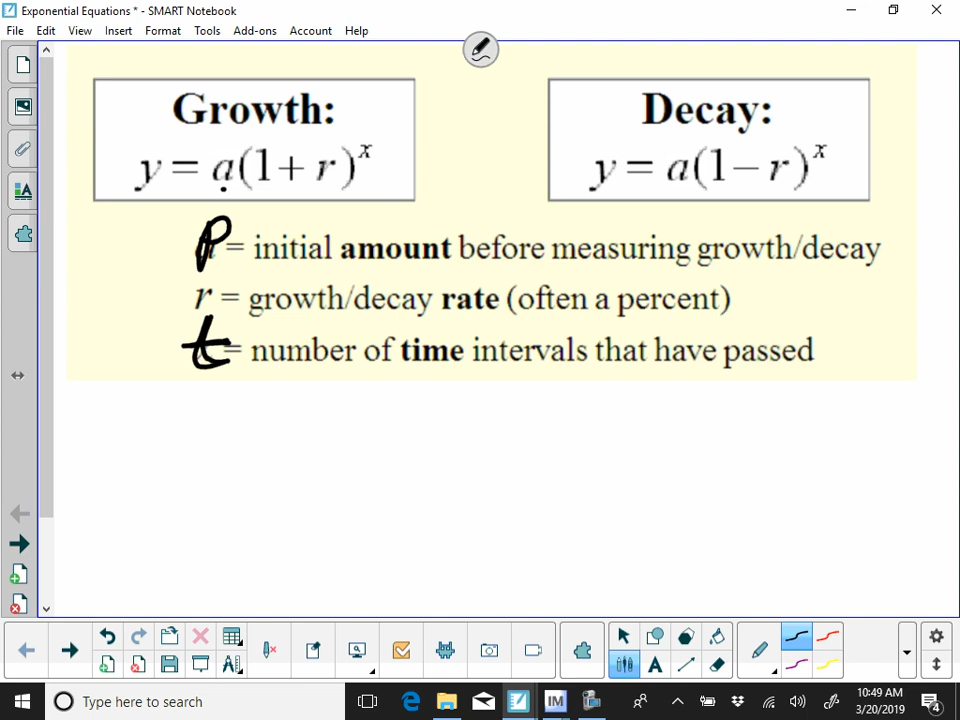 Exponential Equations * - SMART Notebook
File Edit View Insert Format Tools Add-ons Account Help
Growth:
y = a(1 + r)^x
Decay:
y = a(1 − r)^x
P = initial amount before measuring growth/decay
r = growth/decay rate (often a percent)
t = number of time intervals that have passed
Type here to search
10:49 AM
3/20/2019
IM
4